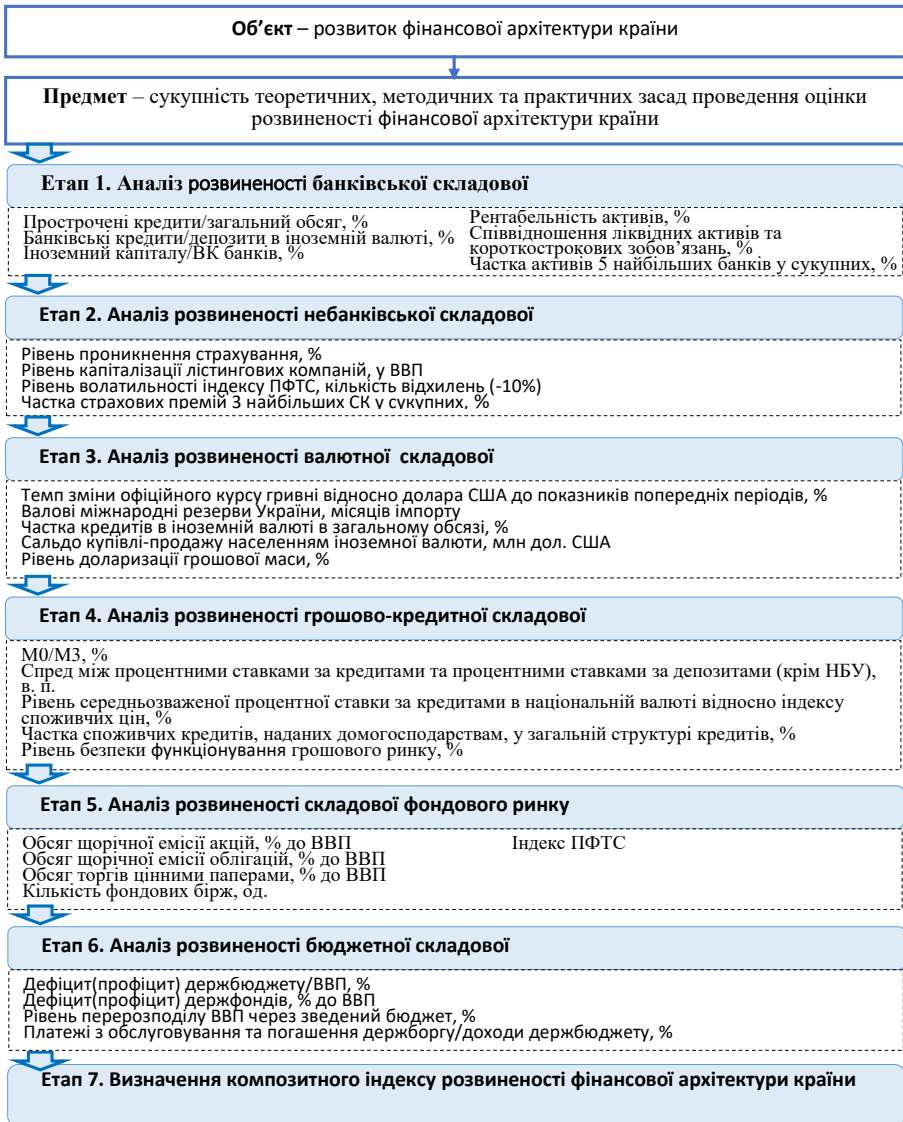 Об’єкт – розвиток фінансової архітектури країни
Предмет – сукупність теоретичних, методичних та практичних засад проведення оцінки
розвиненості фінансової архітектури країни
Етап 1. Аналіз розвиненості банківської складової
Прострочені кредити/загальний обсяг, %
Банківські кредити/депозити в іноземній валюті, %
Іноземний капіталу/ВК банків, %
Рентабельність активів, %
Співвідношення ліквідних активів та
короткострокових зобов’язань, %
Частка активів 5 найбільших банків у сукупних, %
Етап 2. Аналіз розвиненості небанківської складової
Рівень проникнення страхування, %
Рівень капіталізації лістингових компаній, у ВВП
Рівень волатильності індексу ПФТС, кількість відхилень (-10%)
Частка страхових премій 3 найбільших СК у сукупних, %
Етап 3. Аналіз розвиненості валютної складової
Темп зміни офіційного курсу гривні відносно долара США до показників попередніх періодів, %
Валові міжнародні резерви України, місяців імпорту
Частка кредитів в іноземній валюті в загальному обсязі, %
Сальдо купівлі-продажу населенням іноземної валюти, млн дол. США
Рівень доларизації грошової маси, %
Етап 4. Аналіз розвиненості грошово-кредитної складової
М0/М3, %
Спред між процентними ставками за кредитами та процентними ставками за депозитами (крім НБУ),
в. п.
Рівень середньозваженої процентної ставки за кредитами в національній валюті відносно індексу
споживчих цін, %
Частка споживчих кредитів, наданих домогосподарствам, у загальній структурі кредитів, %
Рівень безпеки функціонування грошового ринку, %
Етап 5. Аналіз розвиненості складової фондового ринку
Обсяг щорічної емісії акцій, % до ВВП
Обсяг щорічної емісії облігацій, % до ВВП
Обсяг торгів цінними паперами, % до ВВП
Кількість фондових бірж, од.
Індекс ПФТС
Етап 6. Аналіз розвиненості бюджетної складової
Дефіцит(профіцит) держбюджету/ВВП, %
Дефіцит(профіцит) держфондів, % до ВВП
Рівень перерозподілу ВВП через зведений бюджет, %
Платежі з обслуговування та погашення держборгу/доходи держбюджету, %
Етап 7. Визначення композитного індексу розвиненості фінансової архітектури країни